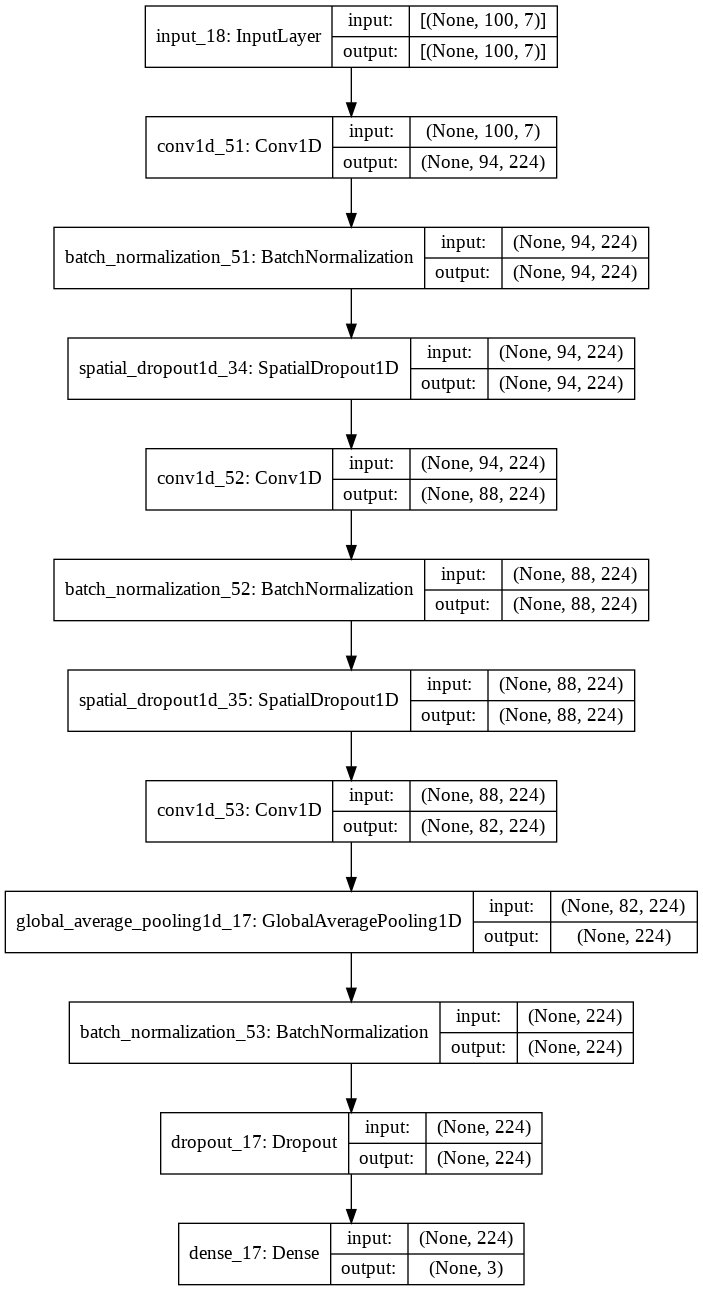 input_18: InputLayer
input: [(None, 100, 7)]
output: [(None, 100, 7)]
conv1d_51: Conv1D
input: (None, 100, 7)
output: (None, 94, 224)
batch_normalization_51: BatchNormalization
input: (None, 94, 224)
output: (None, 94, 224)
spatial_dropout1d_34: SpatialDropout1D
input: (None, 94, 224)
output: (None, 94, 224)
conv1d_52: Conv1D
input: (None, 94, 224)
output: (None, 88, 224)
batch_normalization_52: BatchNormalization
input: (None, 88, 224)
output: (None, 88, 224)
spatial_dropout1d_35: SpatialDropout1D
input: (None, 88, 224)
output: (None, 88, 224)
conv1d_53: Conv1D
input: (None, 88, 224)
output: (None, 82, 224)
global_average_pooling1d_17: GlobalAveragePooling1D
input: (None, 82, 224)
output: (None, 224)
batch_normalization_53: BatchNormalization
input: (None, 224)
output: (None, 224)
dropout_17: Dropout
input: (None, 224)
output: (None, 224)
dense_17: Dense
input: (None, 224)
output: (None, 3)